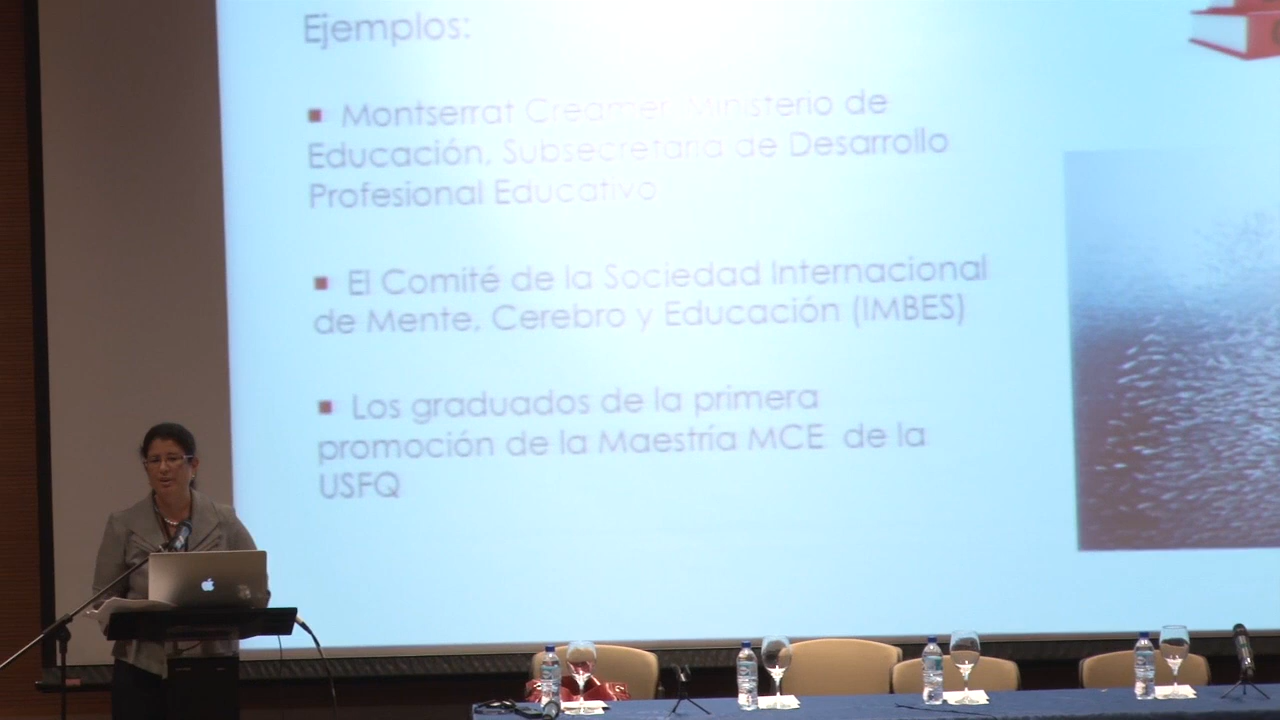 Ejemplos:
Montserrat Creamer, Ministerio de
Educación, Subsecretaria de Desarrollo
Profesional Educativo
El Comité de la Sociedad Internacional
de Mente, Cerebro y Educación (IMBES)
Los graduados de la primera
promoción de la Maestría MCE de la
USFQ